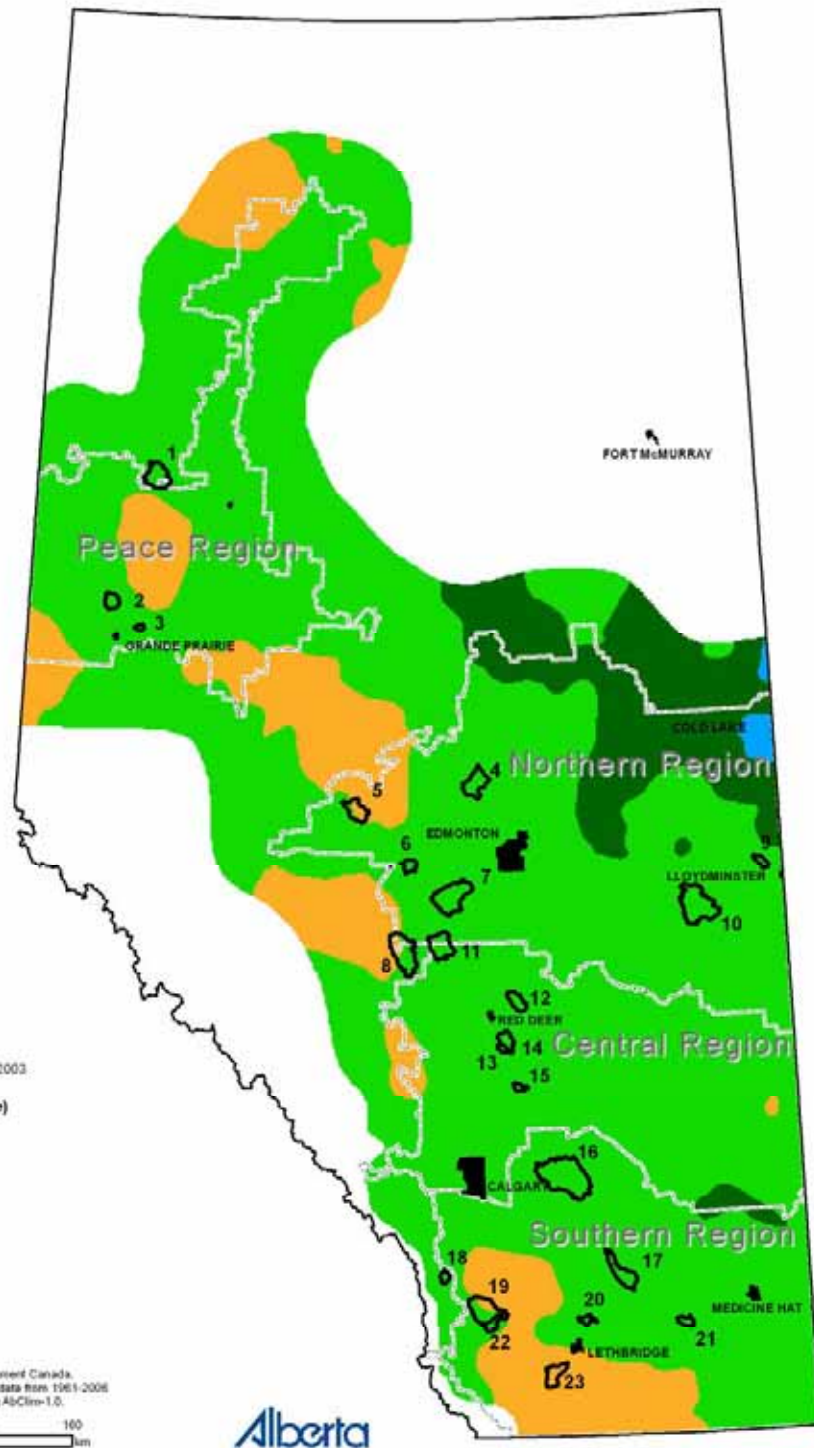 FORT McMURRAY
1
Peace Region
2
3
GRANDE PRAIRIE
COLD LAKE
4
Northern Region
5
EDMONTON
6
9
7
LLOYDMINSTER
10
8
11
12
RED DEER
2003
13
14
Central Region
15
e)
16
CALGARY
Southern Region
18
17
19
20
MEDICINE HAT
22
21
LETHBRIDGE
23
ment Canada.
data from 1961-2006
AbClim-1.0.
160
km
Alberta